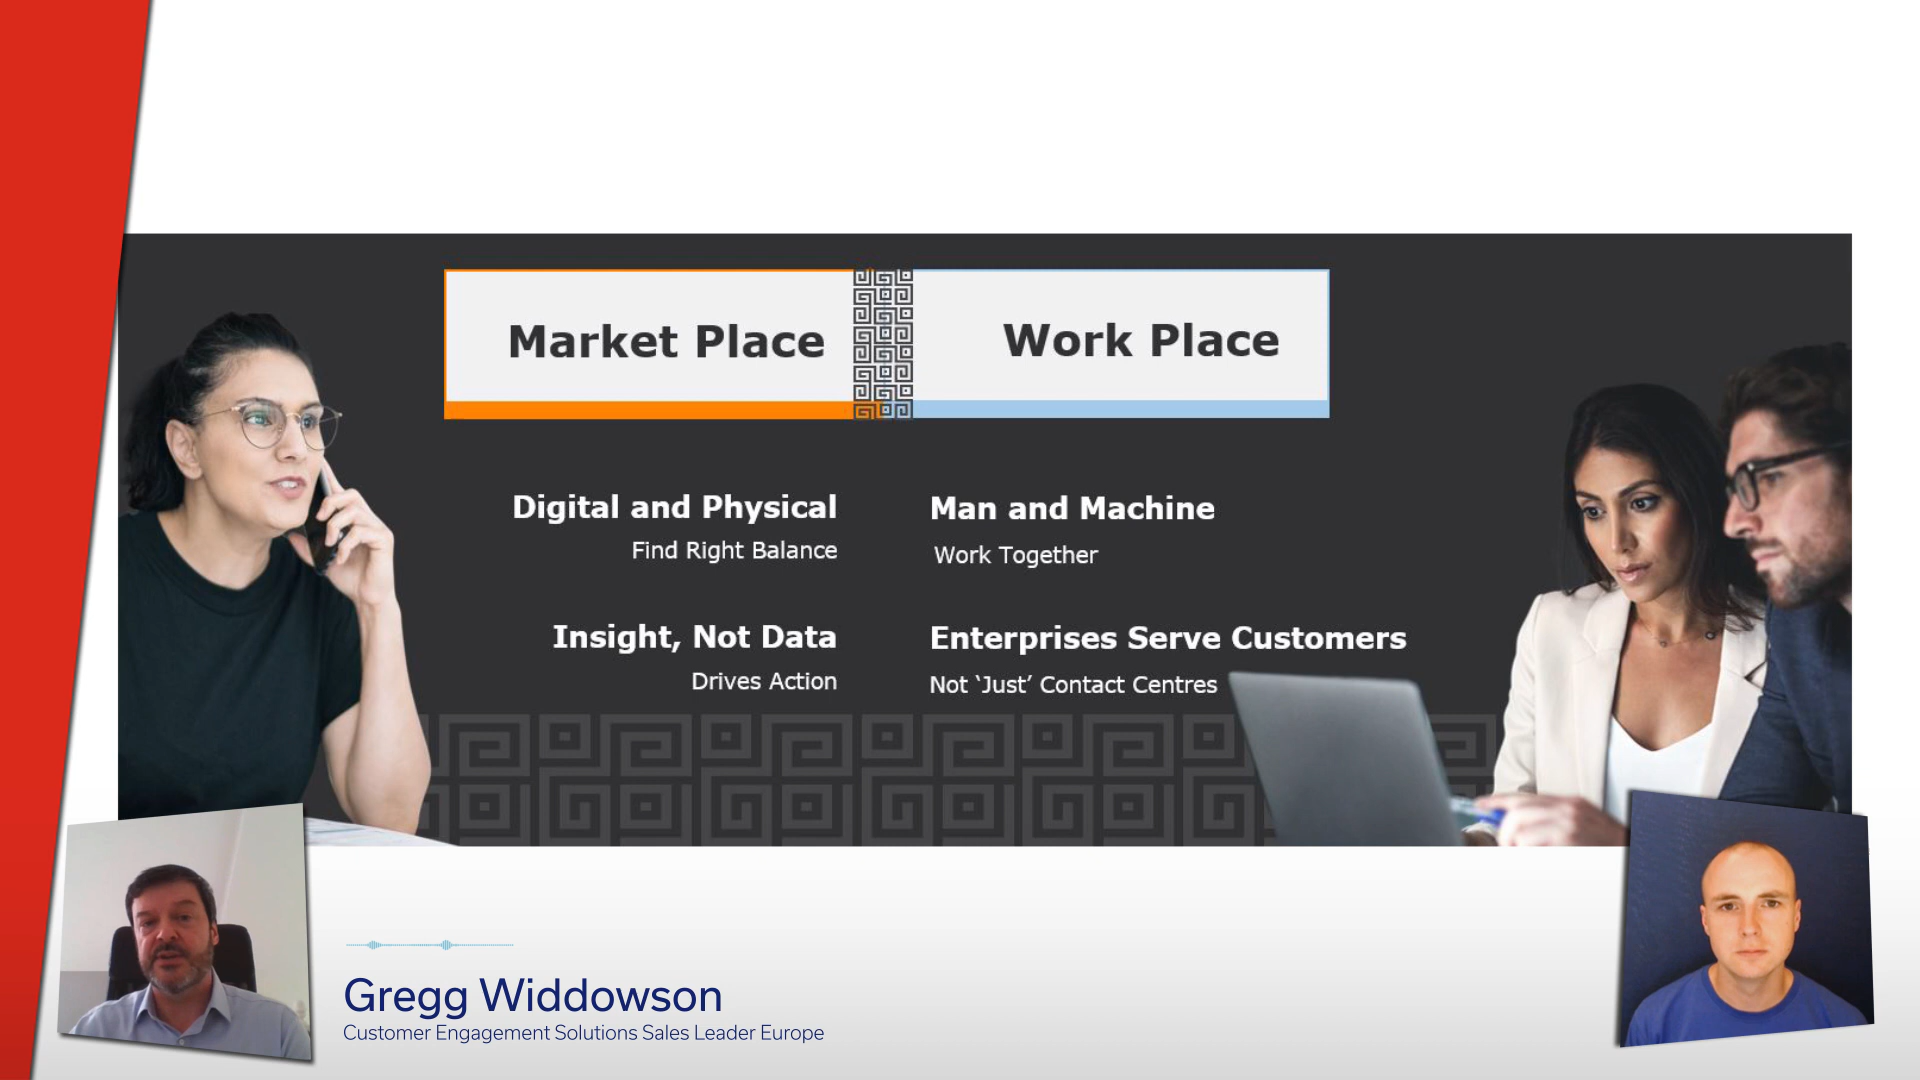 Market Place
Work Place
Digital and Physical
Find Right Balance
Man and Machine
Work Together
Insight, Not Data
Drives Action
Enterprises Serve Customers
Not ‘Just’ Contact Centres
Gregg Widdowson
Customer Engagement Solutions Sales Leader Europe